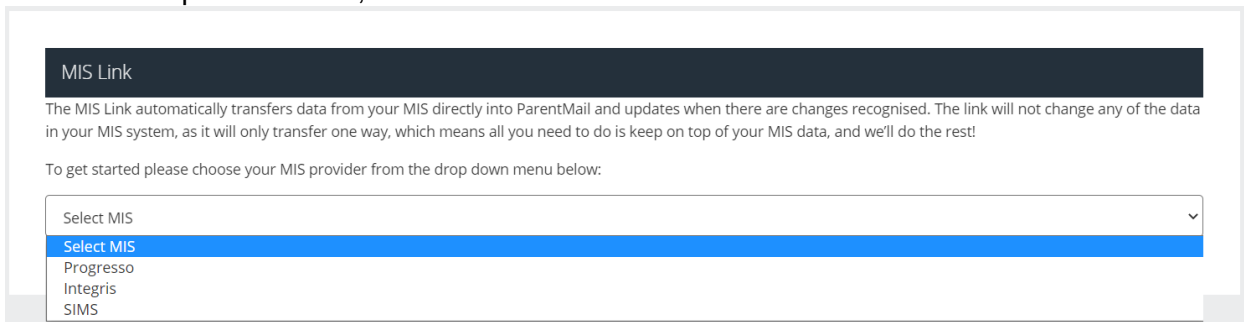 MIS Link
The MIS Link automatically transfers data from your MIS directly into ParentMail and updates when there are changes recognised. The link will not change any of the data
in your MIS system, as it will only transfer one way, which means all you need to do is keep on top of your MIS data, and we'll do the rest!
To get started please choose your MIS provider from the drop down menu below:
Select MIS
Select MIS
Progresso
Integris
SIMS